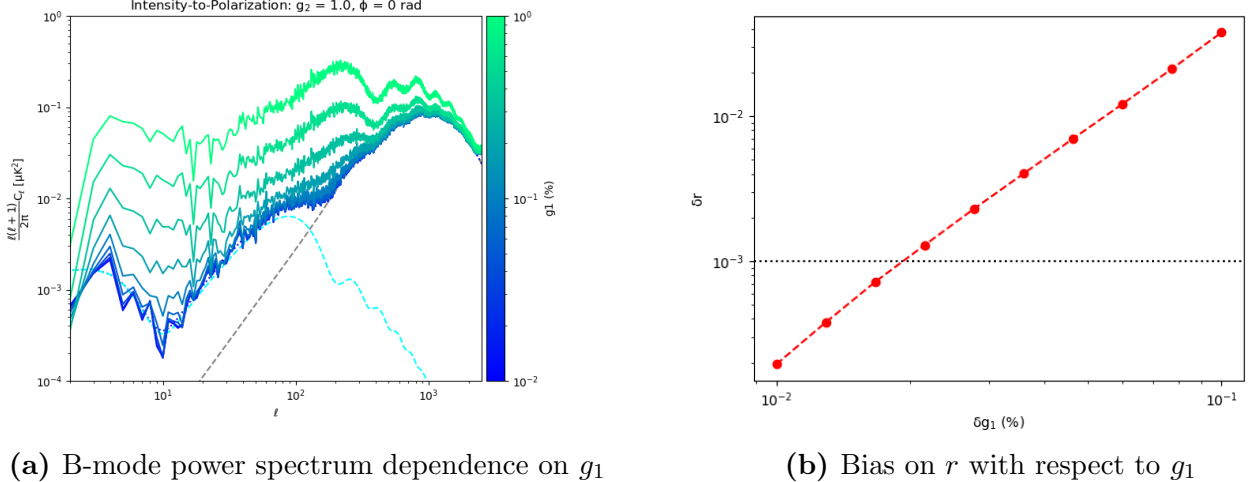 Intensity-to-Polarization: g₂ = 1.0, ϕ = 0 rad
10⁰
10⁻¹
10⁻²
10⁻³
10⁻⁴
ℓ(ℓ + 1)/2π Cₗ [μK²]
10¹
10²
10³
ℓ
10⁰
10⁻¹
10⁻²
g1 (%)
10⁻²
10⁻³
δr
10⁻²
10⁻¹
δg₁ (%)
(a) B-mode power spectrum dependence on g₁
(b) Bias on r with respect to g₁